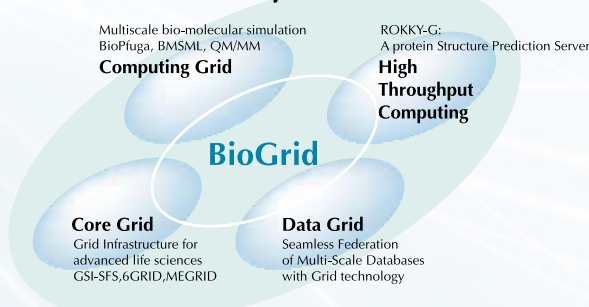 Multiscale bio-molecular simulation
BioPfuga, BMSML, QM/MM
Computing Grid
ROKKY-G:
A protein Structure Prediction Server
High
Throughput
Computing
BioGrid
Core Grid
Grid Infrastructure for
advanced life sciences
GSI-SFS,6GRID,MEGRID
Data Grid
Seamless Federation
of Multi-Scale Databases
with Grid technology